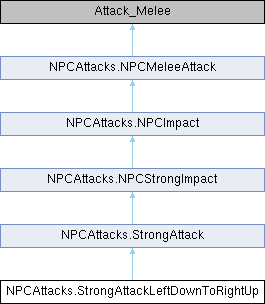 Attack_Melee
NPCAttacks.NPCMeleeAttack
NPCAttacks.NPCImpact
NPCAttacks.NPCStrongImpact
NPCAttacks.StrongAttack
NPCAttacks.StrongAttackLeftDownToRightUp